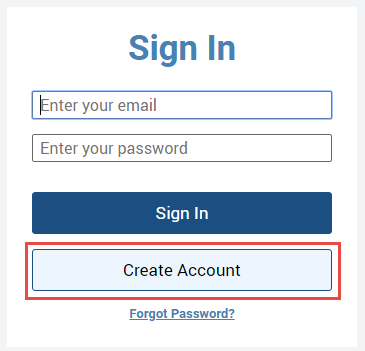 Sign In
Enter your email
Enter your password
Sign In
Create Account
Forgot Password?